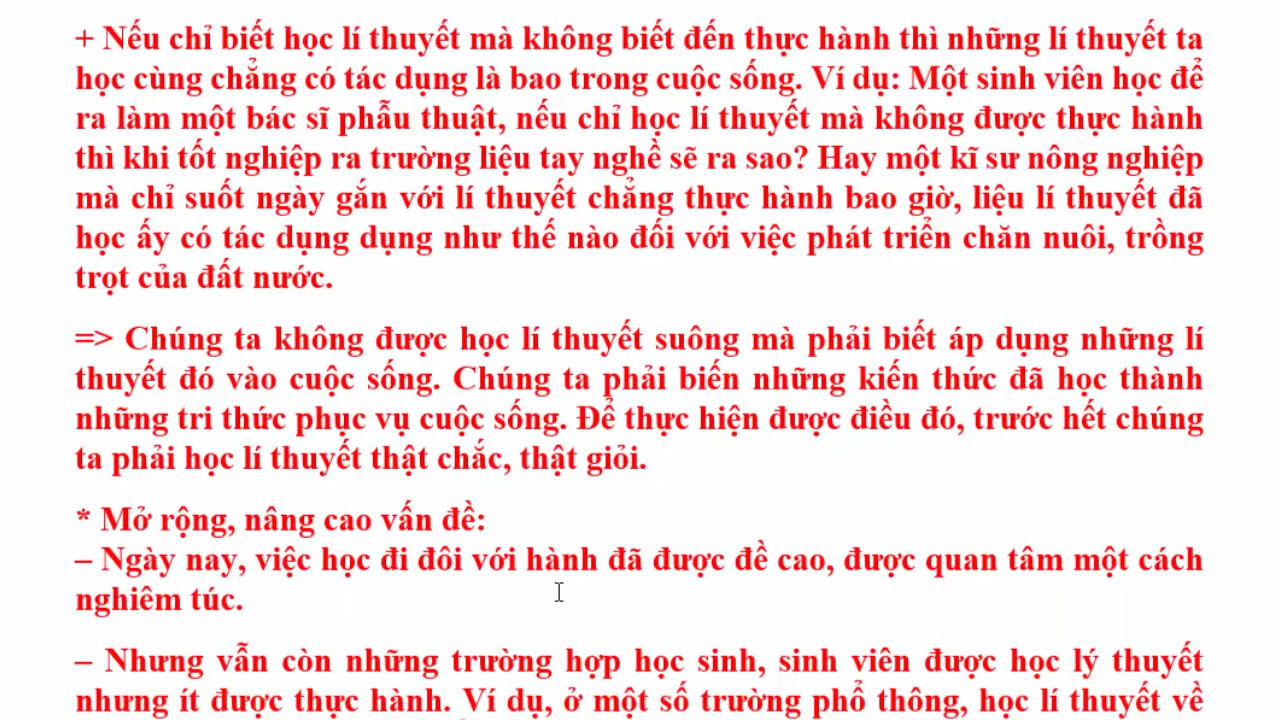 + Nếu chỉ biết học lí thuyết mà không biết đến thực hành thì những lí thuyết ta
học cùng chẳng có tác dụng là bao trong cuộc sống. Ví dụ: Một sinh viên học để
ra làm một bác sĩ phẫu thuật, nếu chỉ học lí thuyết mà không được thực hành
thì khi tốt nghiệp ra trường liệu tay nghề sẽ ra sao? Hay một kĩ sư nông nghiệp
mà chỉ suốt ngày gắn với lí thuyết chẳng thực hành bao giờ, liệu lí thuyết đã
học ấy có tác dụng dụng như thế nào đối với việc phát triển chăn nuôi, trồng
trọt của đất nước.
=> Chúng ta không được học lí thuyết suông mà phải biết áp dụng những lí
thuyết đó vào cuộc sống. Chúng ta phải biến những kiến thức đã học thành
những tri thức phục vụ cuộc sống. Để thực hiện được điều đó, trước hết chúng
ta phải học lí thuyết thật chắc, thật giỏi.
* Mở rộng, nâng cao vấn đề:
– Ngày nay, việc học đi đôi với hành đã được đề cao, được quan tâm một cách
nghiêm túc.
– Nhưng vẫn còn những trường hợp học sinh, sinh viên được học lý thuyết
nhưng ít được thực hành. Ví dụ, ở một số trường phổ thông, học lí thuyết về